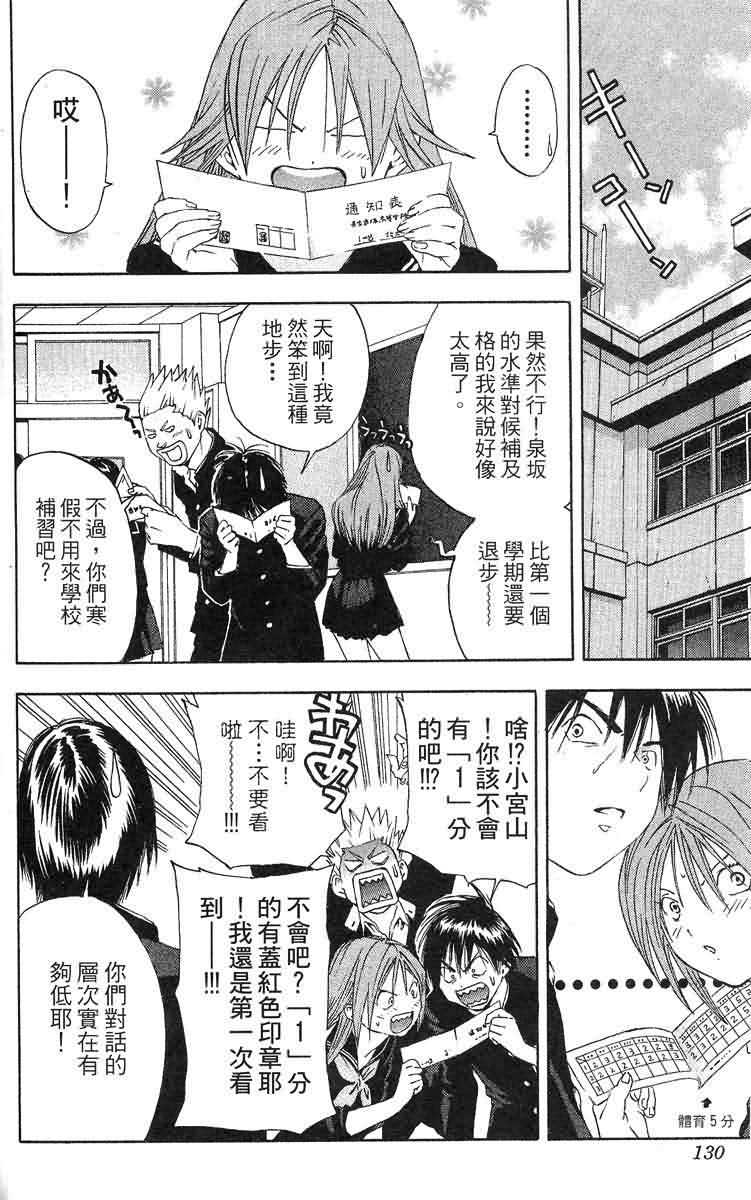 キーン
コーン
………
哎——！
通知表
果然不行！泉坂
的水準對候補及
格的我來說好像
太高了。
比第一個
學期還要
退步~~~
天啊！我竟
然笨到這種
地步…
かぁ〜
不過，你們寒
假不用來學校
補習吧？
體育5分
啥!?小宮山
！你該不會
有「1」分
的吧!!?
哇啊！
不…不要看
啦~~~!!!
不會吧？「1」分
的有蓋紅色印章耶
！我還是第一次看
到——!!!
你們對話的
層次實在有
夠低耶！
130